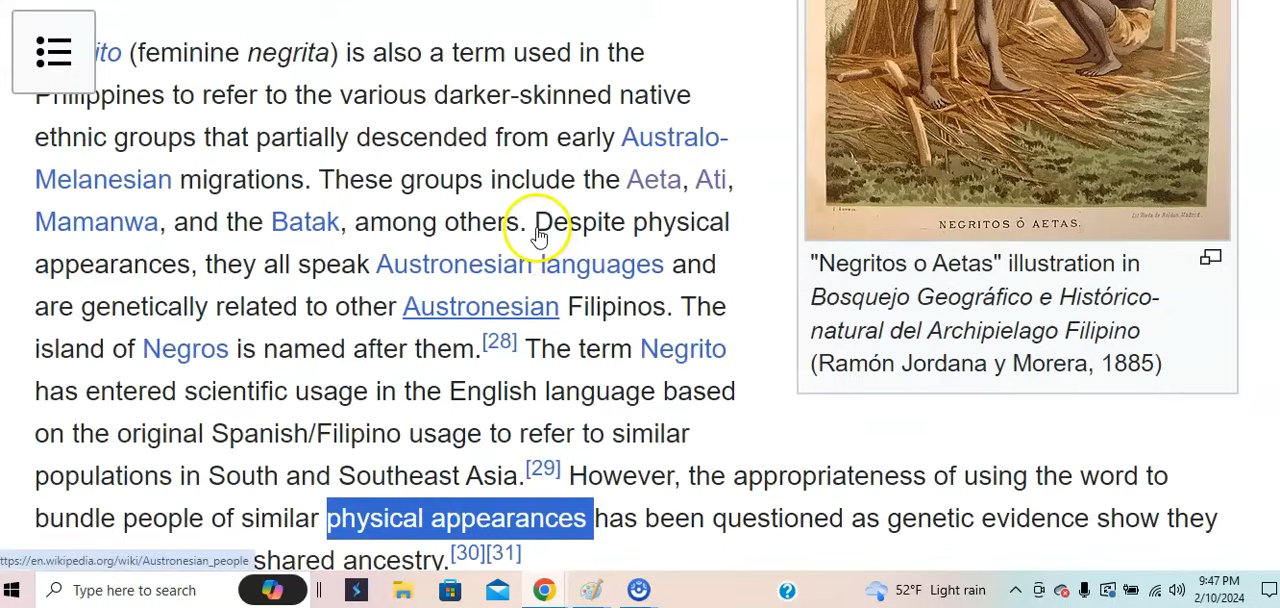 ito (feminine negrita) is also a term used in the
Philippines to refer to the various darker-skinned native
ethnic groups that partially descended from early Australo-
Melanesian migrations. These groups include the Aeta, Ati,
Mamanwa, and the Batak, among others. Despite physical
appearances, they all speak Austronesian languages and
are genetically related to other Austronesian Filipinos. The
island of Negros is named after them.[28] The term Negrito
has entered scientific usage in the English language based
on the original Spanish/Filipino usage to refer to similar
populations in South and Southeast Asia.[29] However, the appropriateness of using the word to
bundle people of similar physical appearances has been questioned as genetic evidence show they
shared ancestry.[30][31]
NEGRITOS Ó AETAS.
"Negritos o Aetas" illustration in
Bosquejo Geográfico e Histórico-
natural del Archipielago Filipino
(Ramón Jordana y Morera, 1885)
ttps://en.wikipedia.org/wiki/Austronesian_people
Type here to search
52°F Light rain
9:47 PM
2/10/2024